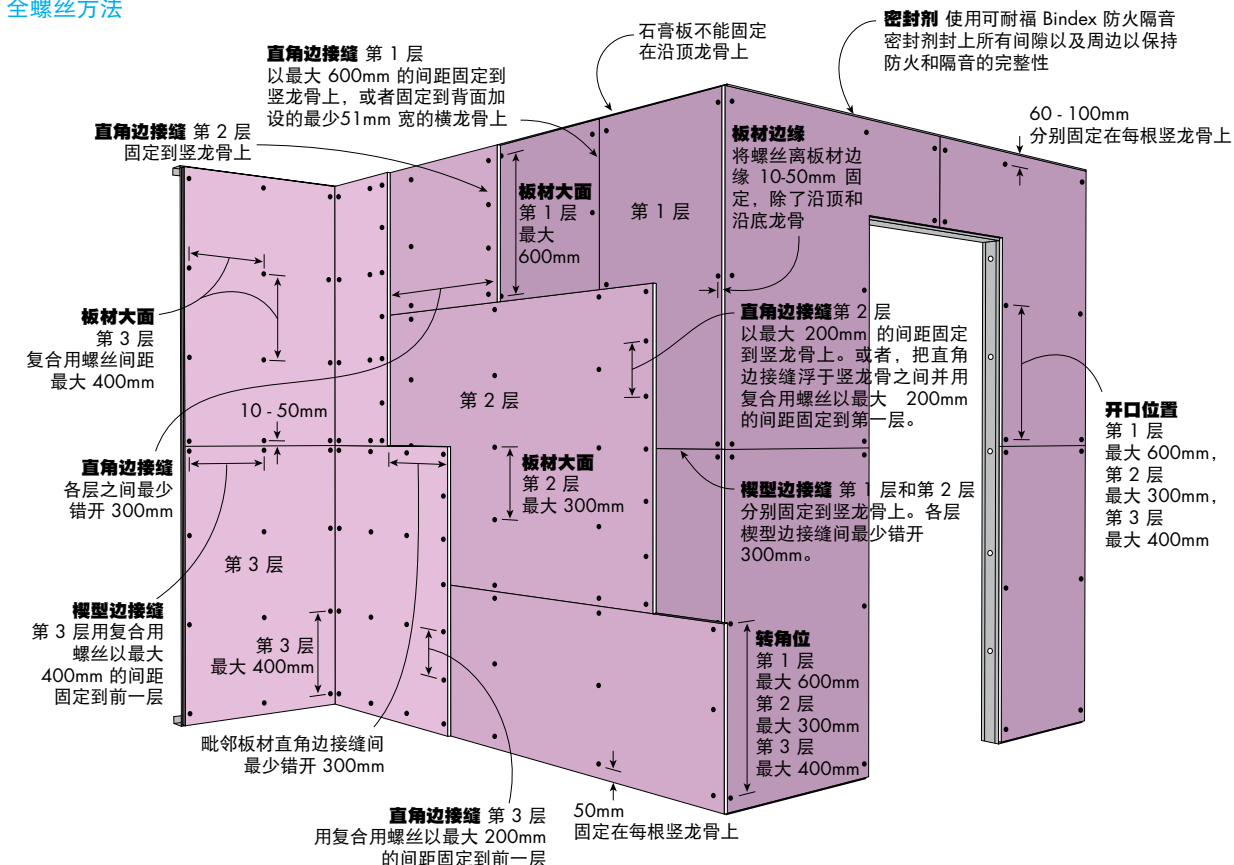 全螺丝方法
直角边接缝 第 1 层
以最大 600mm 的间距固定到
竖龙骨上，或者固定到背面加
设的最少51mm 宽的横龙骨上
石膏板不能固定
在沿顶龙骨上
密封剂 使用可耐福 Bindex 防火隔音
密封剂封上所有间隙以及周边以保持
防火和隔音的完整性
60 - 100mm
分别固定在每根竖龙骨上
直角边接缝 第 2 层
固定到竖龙骨上
板材边缘
将螺丝离板材边
缘 10-50mm 固
定，除了沿顶和
沿底龙骨
板材大面
第 1 层
最大
600mm
第 1 层
板材大面
第 3 层
复合用螺丝间距
最大 400mm
直角边接缝第 2 层
以最大 200mm 的间距固定
到竖龙骨上。或者，把直角
边接缝浮于竖龙骨之间并用
复合用螺丝以最大 200mm
的间距固定到第一层。
第 2 层
10 - 50mm
开口位置
第 1 层
最大 600mm，
第 2 层
最大 300mm，
第 3 层
最大 400mm
直角边接缝
各层之间最少
错开 300mm
板材大面
第 2 层
最大 300mm
楔型边接缝 第 1 层和第 2 层
分别固定到竖龙骨上。各层
楔型边接缝间最少错开
300mm。
第 3 层
楔型边接缝
第 3 层用复合用
螺丝以最大
400mm 的间距
固定到前一层
第 3 层
最大 400mm
转角位
第 1 层
最大 600mm
第 2 层
最大 300mm
第 3 层
最大 400mm
毗邻板材直角边接缝间
最少错开 300mm
直角边接缝 第 3 层
用复合用螺丝以最大 200mm
的间距固定到前一层
50mm
固定在每根竖龙骨上